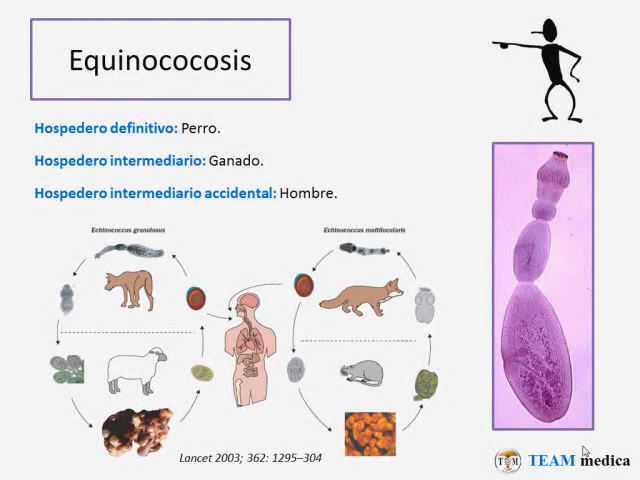 Equinococosis
Hospedero definitivo: Perro.
Hospedero intermediario: Ganado.
Hospedero intermediario accidental: Hombre.
Echinococcus granulosus
Echinococcus multilocularis
Lancet 2003; 362: 1295–304
TSM
TEAM medica